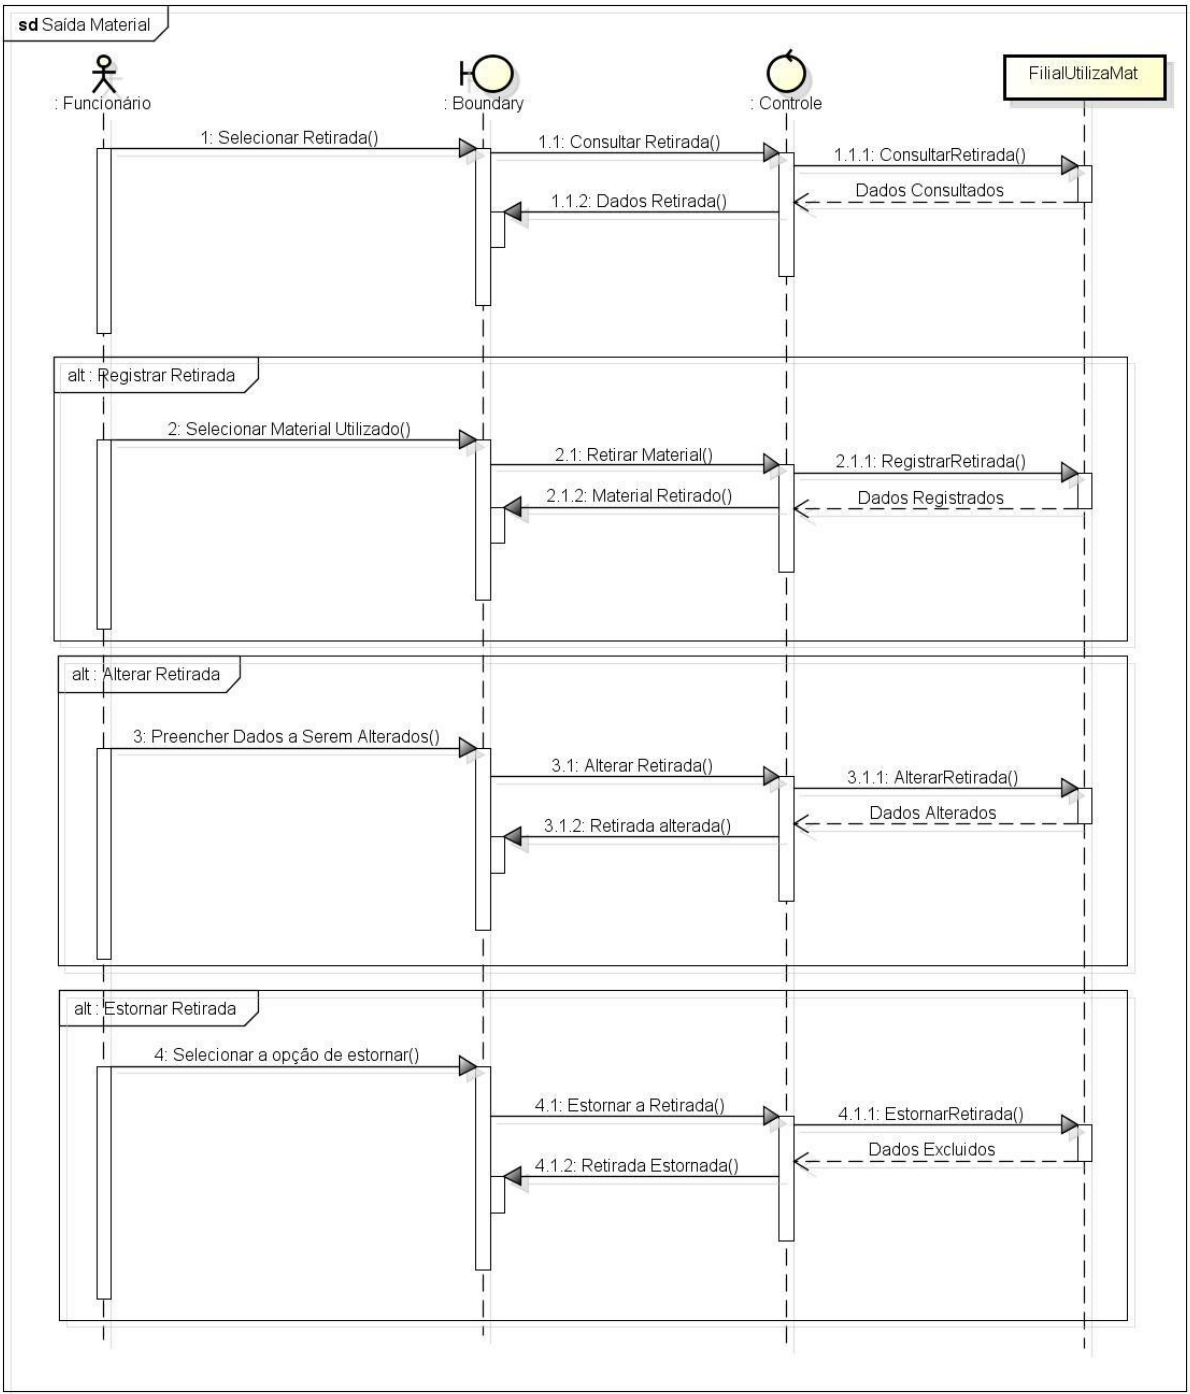 sd Saída Material
: Funcionário
: Boundary
: Controle
FilialUtilizaMat
1: Selecionar Retirada()
1.1: Consultar Retirada()
1.1.1: ConsultarRetirada()
Dados Consultados
1.1.2: Dados Retirada()
alt : Registrar Retirada
2: Selecionar Material Utilizado()
2.1: Retirar Material()
2.1.1: RegistrarRetirada()
2.1.2: Material Retirado()
Dados Registrados
alt : Alterar Retirada
3: Preencher Dados a Serem Alterados()
3.1: Alterar Retirada()
3.1.1: AlterarRetirada()
Dados Alterados
3.1.2: Retirada alterada()
alt : Estornar Retirada
4: Selecionar a opção de estornar()
4.1: Estornar a Retirada()
4.1.1: EstornarRetirada()
Dados Excluidos
4.1.2: Retirada Estornada()